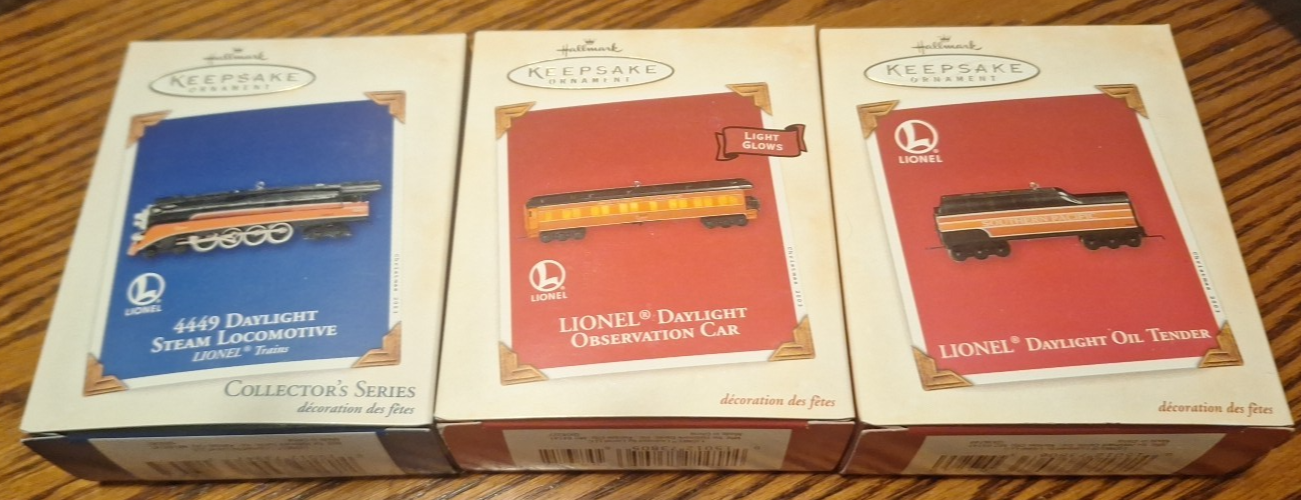 Hallmark
KEEPSAKE
ORNAMENT
LIONEL
4449 DAYLIGHT
STEAM LOCOMOTIVE
LIONEL® Trains
COLLECTOR'S SERIES
décoration des fêtes
Hallmark
KEEPSAKE
ORNAMENT
LIGHT
GLOWS
LIONEL
LIONEL® DAYLIGHT
OBSERVATION CAR
décoration des fêtes
Hallmark
KEEPSAKE
ORNAMENT
LIONEL
SOUTHERN PACIFIC
LIONEL® DAYLIGHT OIL TENDER
décoration des fêtes